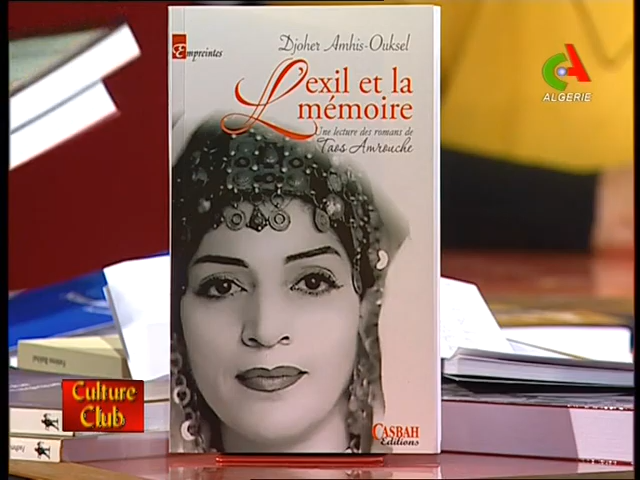 Empreintes
Djoher Amhis-Ouksel
L'exil et la
mémoire
Une lecture des romans de
Taos Amrouche
CASBAH
Editions
ALGERIE
Culture
Club